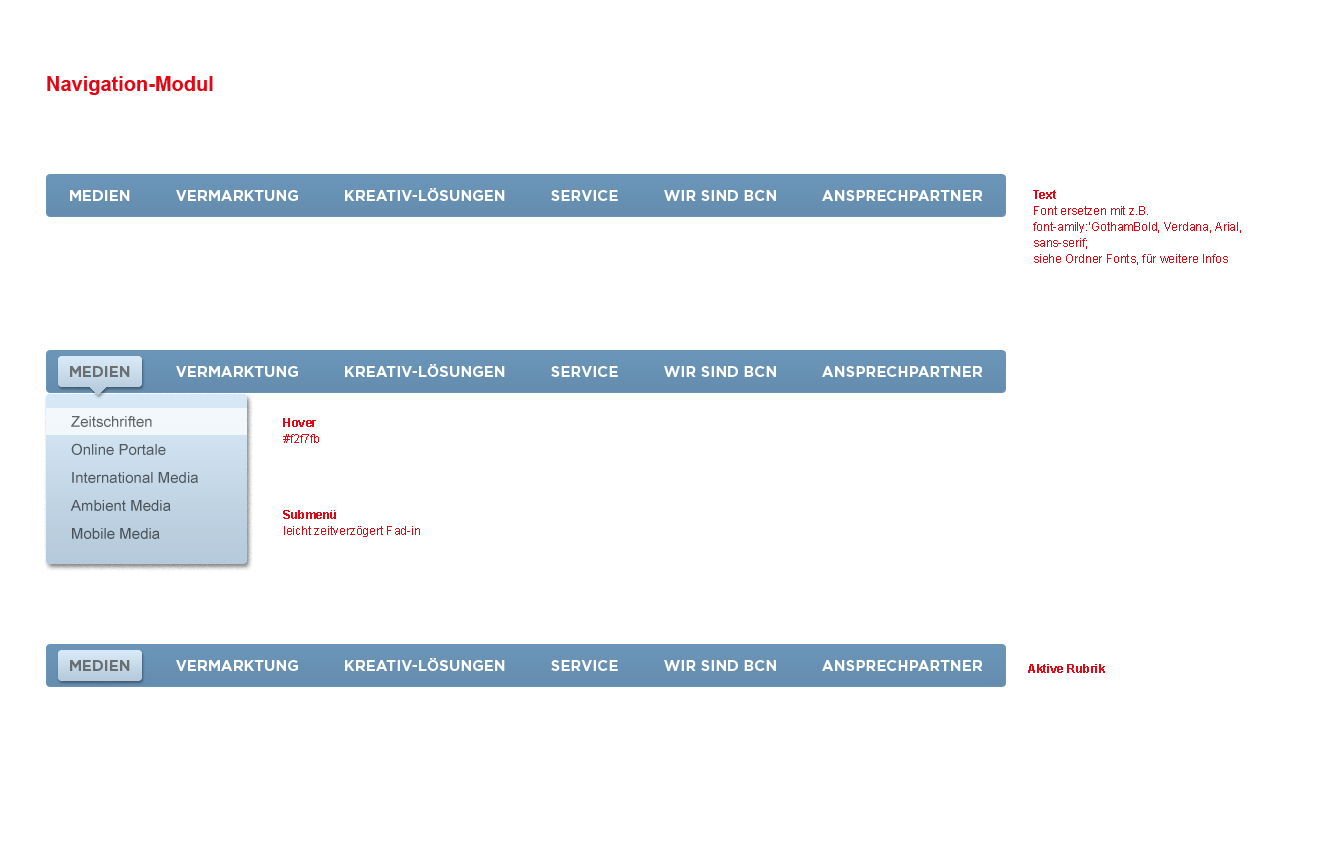 Navigation-Modul
MEDIEN VERMARKTUNG KREATIV-LÖSUNGEN SERVICE WIR SIND BCN ANSPRECHPARTNER
Text
Font ersetzen mit z.B.
font-amily:'GothamBold, Verdana, Arial,
sans-serif;
siehe Ordner Fonts, für weitere Infos
MEDIEN VERMARKTUNG KREATIV-LÖSUNGEN SERVICE WIR SIND BCN ANSPRECHPARTNER
Zeitschriften
Online Portale
International Media
Ambient Media
Mobile Media
Hover
#f2f7fb
Submenü
leicht zeitverzögert Fad-in
MEDIEN VERMARKTUNG KREATIV-LÖSUNGEN SERVICE WIR SIND BCN ANSPRECHPARTNER
Aktive Rubrik